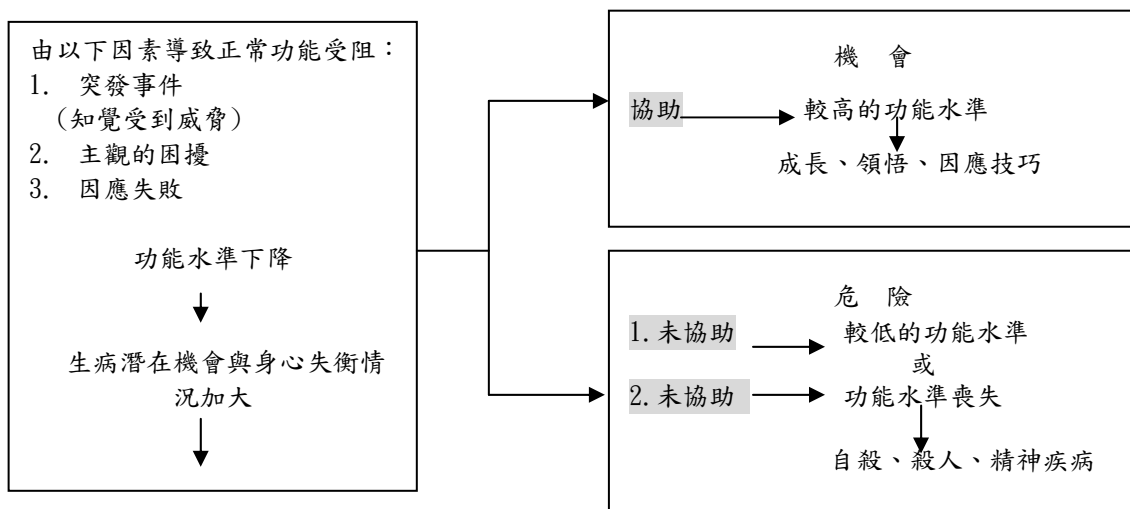 由以下因素導致正常功能受阻：
1. 突發事件
(知覺受到威脅)
2. 主觀的困擾
3. 因應失敗
功能水準下降
生病潛在機會與身心失衡情
況加大
機 會
協助
較高的功能水準
成長、領悟、因應技巧
危 險
1.未協助
較低的功能水準
或
2.未協助
功能水準喪失
自殺、殺人、精神疾病